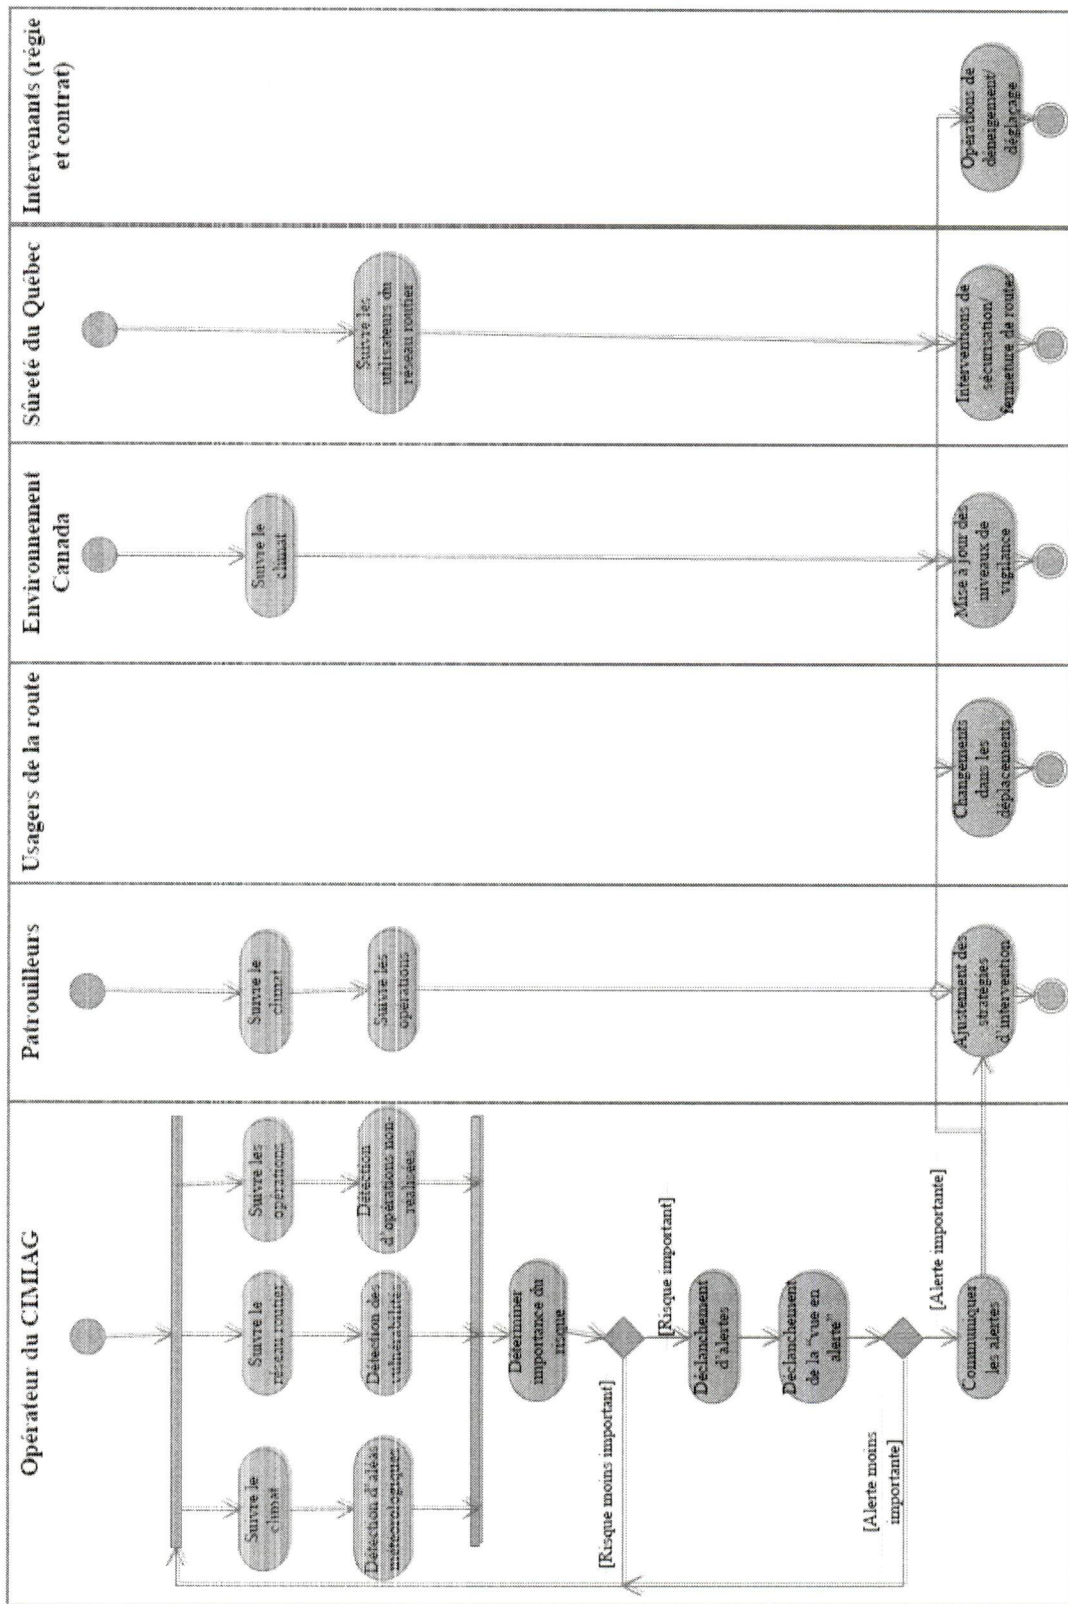 Opérateur du CIMIAG
Suivre le
climat
Détection d'aléas
météorologiques
Suivre le
réseau routier
Détection des
vulnérabilités
Suivre les
opérations
Détection
d'opérations non-
réalisées
Déterminer
importance du
risque
[Risque moins important]
[Risque important]
Déclanchement
d'alertes
Déclanchement
de la "vue en
alerte"
[Alerte moins
importante]
[Alerte importante]
Communiquer
les alertes
Patrouilleurs
Suivre le
climat
Suivre les
opérations
Ajustement des
stratégies
d'intervention
Usagers de la route
Changements
dans les
déplacements
Environnement
Canada
Suivre le
climat
Mise à jour des
niveaux de
vigilance
Sûreté du Québec
Suivre les
utilisateurs du
réseau routier
Interventions de
sécurisation/
fermeture de routes
Intervenants (régie
et contrat)
Opérations de
déneigement/
déglaçage